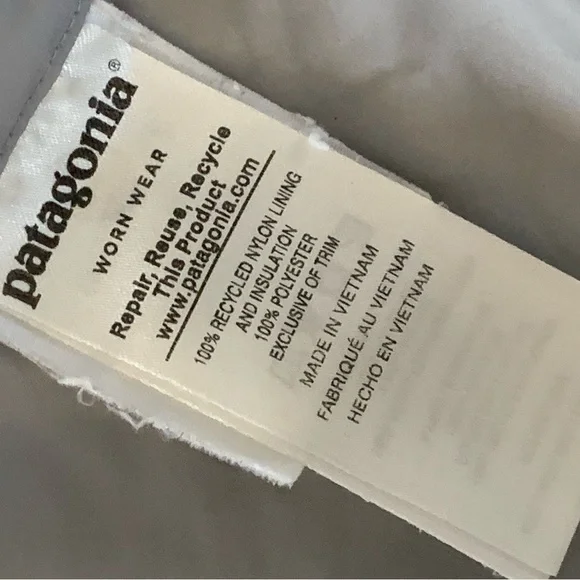 patagonia®
WORN WEAR
Repair, Reuse, Recycle
This Product
www.patagonia.com
100% RECYCLED NYLON LINING
AND INSULATION
100% POLYESTER
EXCLUSIVE OF TRIM
MADE IN VIETNAM
FABRIQUÉ AU VIETNAM
HECHO EN VIETNAM